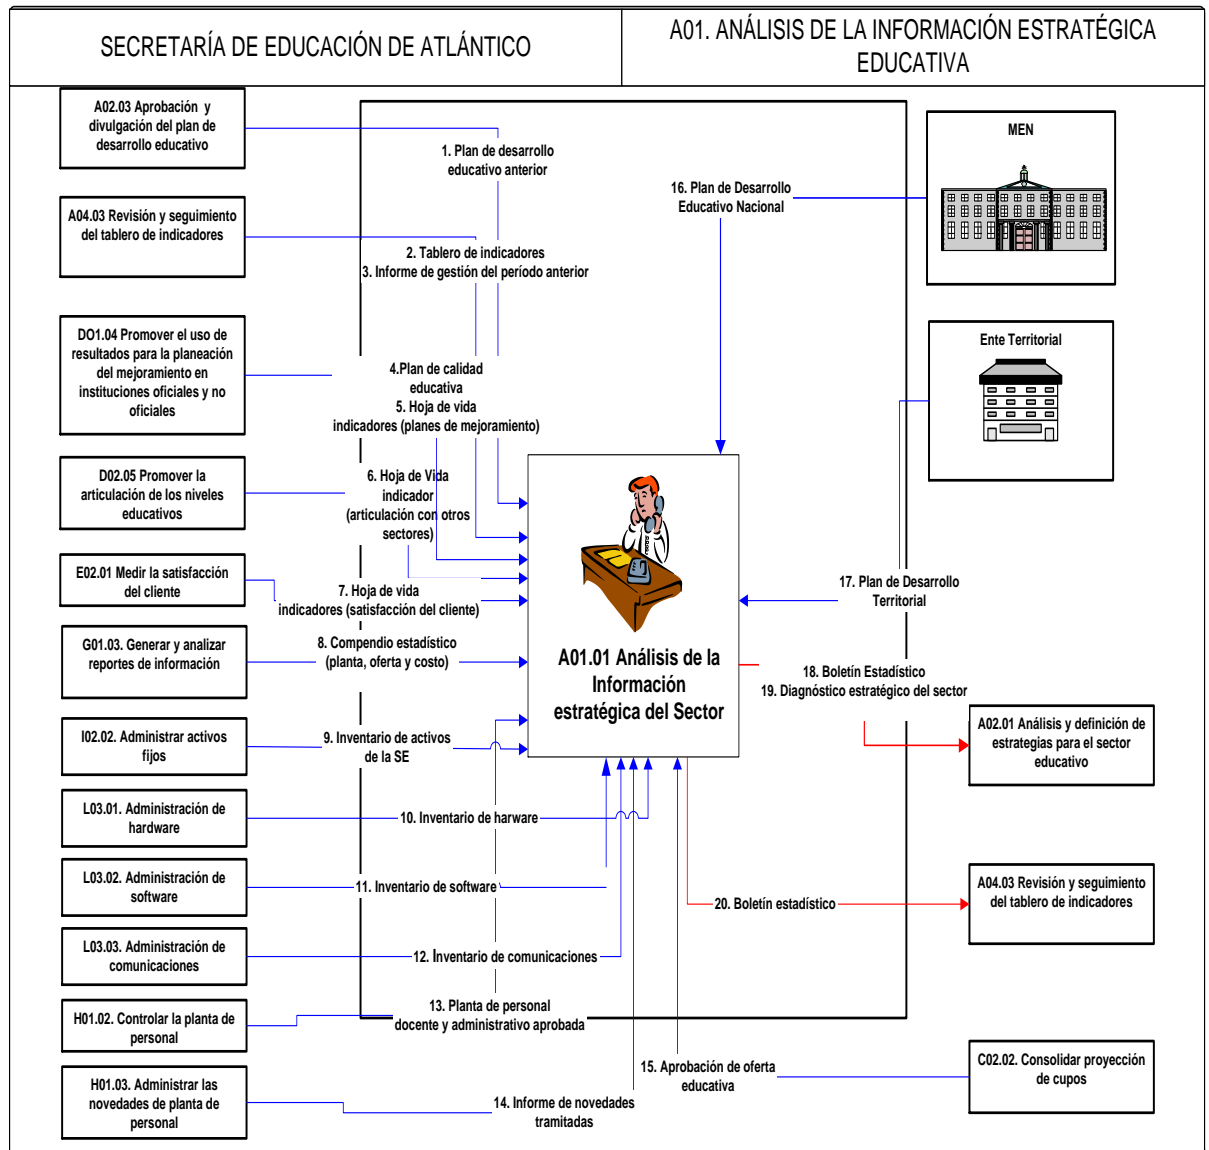 SECRETARÍA DE EDUCACIÓN DE ATLÁNTICO
A01. ANÁLISIS DE LA INFORMACIÓN ESTRATÉGICA
EDUCATIVA
A02.03 Aprobación y
divulgación del plan de
desarrollo educativo
1. Plan de desarrollo
educativo anterior
MEN
16. Plan de Desarrollo
Educativo Nacional
A04.03 Revisión y seguimiento
del tablero de indicadores
2. Tablero de indicadores
3. Informe de gestión del período anterior
DO1.04 Promover el uso de
resultados para la planeación
del mejoramiento en
instituciones oficiales y no
oficiales
4.Plan de calidad
educativa
5. Hoja de vida
indicadores (planes de mejoramiento)
Ente Territorial
D02.05 Promover la
articulación de los niveles
educativos
6. Hoja de Vida
indicador
(articulación con otros
sectores)
E02.01 Medir la satisfacción
del cliente
7. Hoja de vida
indicadores (satisfacción del cliente)
17. Plan de Desarrollo
Territorial
G01.03. Generar y analizar
reportes de información
8. Compendio estadístico
(planta, oferta y costo)
A01.01 Análisis de la
Información
estratégica del Sector
18. Boletín Estadístico
19. Diagnóstico estratégico del sector
I02.02. Administrar activos
fijos
9. Inventario de activos
de la SE
A02.01 Análisis y definición de
estrategias para el sector
educativo
L03.01. Administración de
hardware
10. Inventario de harware
L03.02. Administración de
software
11. Inventario de software
20. Boletín estadístico
A04.03 Revisión y seguimiento
del tablero de indicadores
L03.03. Administración de
comunicaciones
12. Inventario de comunicaciones
H01.02. Controlar la planta de
personal
13. Planta de personal
docente y administrativo aprobada
15. Aprobación de oferta
educativa
C02.02. Consolidar proyección
de cupos
H01.03. Administrar las
novedades de planta de
personal
14. Informe de novedades
tramitadas